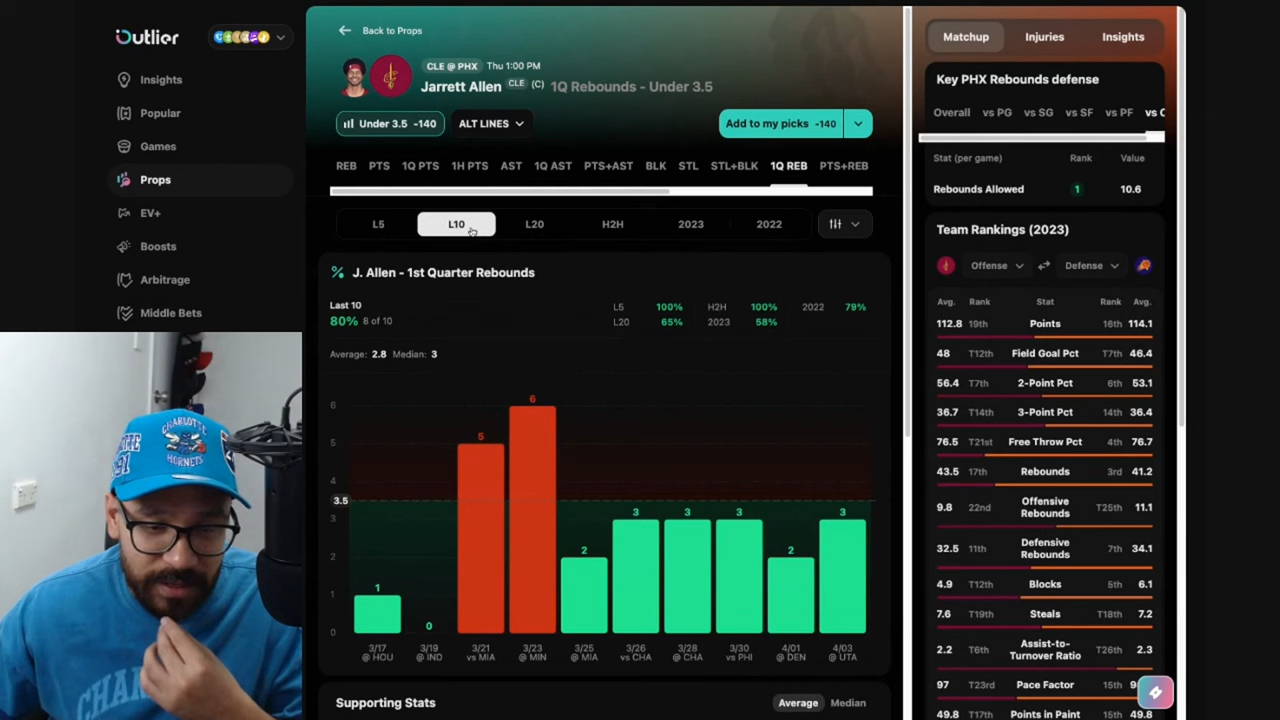 Outlier
Insights
Popular
Games
Props
EV+
Boosts
Arbitrage
Middle Bets
Back to Props
CLE @ PHX Thu 1:00 PM
Jarrett Allen CLE (C) 1Q Rebounds - Under 3.5
Under 3.5 -140
ALT LINES
Add to my picks -140
REB PTS 1Q PTS 1H PTS AST 1Q AST PTS+AST BLK STL STL+BLK 1Q REB PTS+REB
L5 L10 L20 H2H 2023 2022
J. Allen - 1st Quarter Rebounds
Last 10
80% 8 of 10
L5 100% H2H 100% 2022 79%
L20 65% 2023 58%
Average: 2.8 Median: 3
6
5
4
3.5
3
2
1
0
1 0 5 6 2 3 3 3 2 3
3/17 3/19 3/21 3/23 3/25 3/26 3/28 3/30 4/01 4/03
@ HOU @ IND vs MIA @ MIN @ MIA vs CHA @ CHA vs PHI @ DEN @ UTA
Supporting Stats
Average Median
Matchup Injuries Insights
Key PHX Rebounds defense
Overall vs PG vs SG vs SF vs PF vs C
Stat (per game) Rank Value
Rebounds Allowed 1 10.6
Team Rankings (2023)
Offense Defense
Avg. Rank Stat Rank Avg.
112.8 19th Points 16th 114.1
48 T12th Field Goal Pct T7th 46.4
56.4 T7th 2-Point Pct 6th 53.1
36.7 T14th 3-Point Pct 14th 36.4
76.5 T21st Free Throw Pct 4th 76.7
43.5 17th Rebounds 3rd 41.2
9.8 22nd Offensive Rebounds T25th 11.1
32.5 11th Defensive Rebounds 7th 34.1
4.9 T12th Blocks 5th 6.1
7.6 T19th Steals T18th 7.2
2.2 T6th Assist-to-Turnover Ratio T26th 2.3
97 T23rd Pace Factor 15th
49.8 T17th Points in Paint 15th 49.8
CHARLOTTE
HORNETS